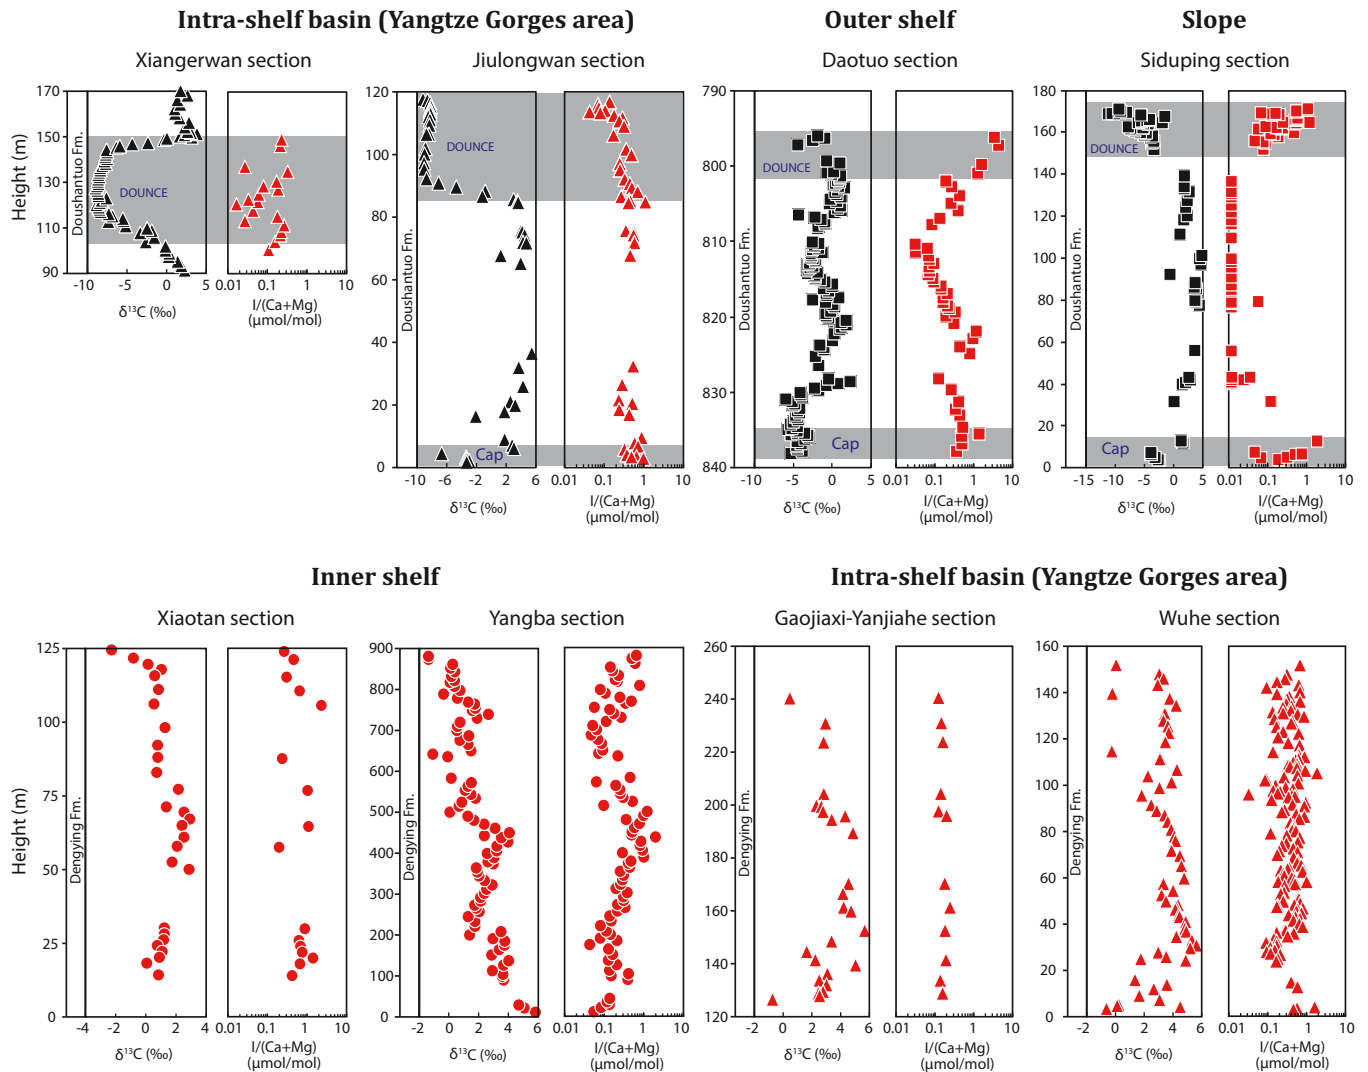 Intra-shelf basin (Yangtze Gorges area)
Outer shelf
Slope
Xiangerwan section
Jiulongwan section
Daotuo section
Siduping section
Height (m)
170
150
130
110
90
Doushantuo Fm.
DOUNCE
-10
-5
0
5
δ¹³C (‰)
0.01
0.1
1
10
I/(Ca+Mg)
(μmol/mol)
120
100
80
60
40
20
0
Doushantuo Fm.
DOUNCE
Cap
-10
-6
-2
2
6
δ¹³C (‰)
0.01
0.1
1
10
I/(Ca+Mg)
(μmol/mol)
790
800
810
820
830
840
Doushantuo Fm.
DOUNCE
Cap
-10
-5
0
5
δ¹³C (‰)
0.01
0.1
1
10
I/(Ca+Mg)
(μmol/mol)
180
160
140
120
100
80
60
40
20
0
Doushantuo Fm.
DOUNCE
Cap
-15
-10
-5
0
5
δ¹³C (‰)
0.01
0.1
1
10
I/(Ca+Mg)
(μmol/mol)
Inner shelf
Intra-shelf basin (Yangtze Gorges area)
Xiaotan section
Yangba section
Gaojiaxi-Yanjiahe section
Wuhe section
Height (m)
125
100
75
50
25
0
Dengying Fm.
-4
-2
0
2
4
δ¹³C (‰)
0.01
0.1
1
10
I/(Ca+Mg)
(μmol/mol)
900
800
700
600
500
400
300
200
100
0
Dengying Fm.
-4
-2
0
2
4
6
δ¹³C (‰)
0.01
0.1
1
10
I/(Ca+Mg)
(μmol/mol)
260
240
220
200
180
160
140
120
Dengying Fm.
-2
0
2
4
6
δ¹³C (‰)
0.01
0.1
1
10
I/(Ca+Mg)
(μmol/mol)
160
140
120
100
80
60
40
20
0
Dengying Fm.
-2
0
2
4
6
δ¹³C (‰)
0.01
0.1
1
10
I/(Ca+Mg)
(μmol/mol)